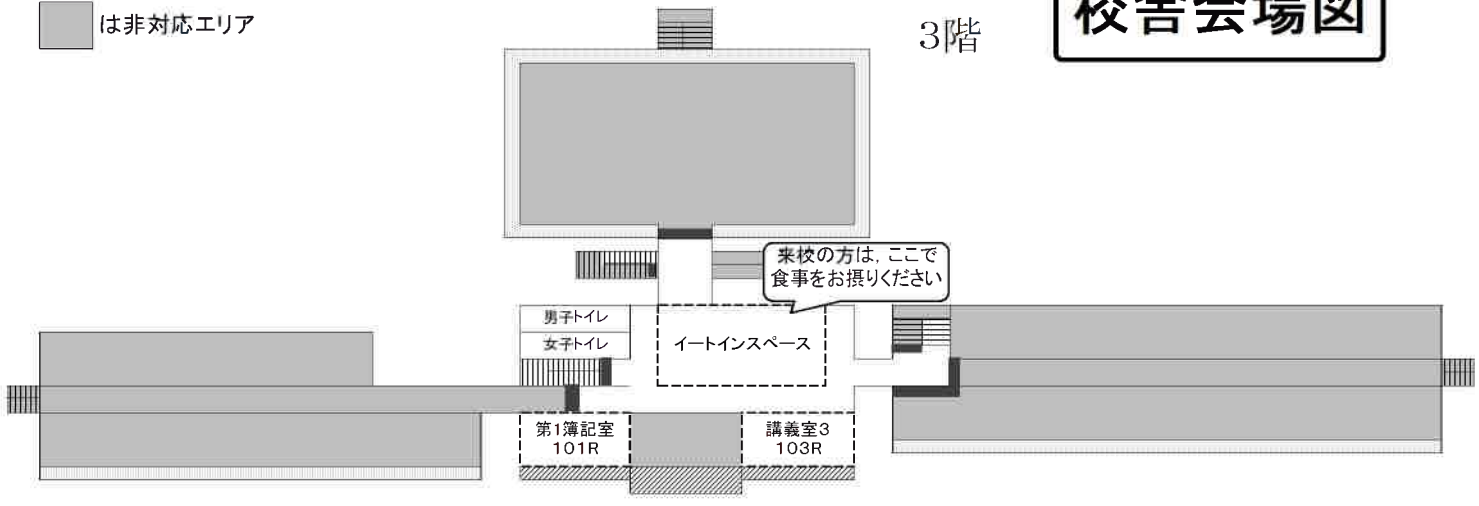 は非対応エリア
3階
校舎会場図
来校の方は, ここで
食事をお摂りください
男子トイレ
女子トイレ
イートインスペース
第1簿記室
101R
講義室3
103R